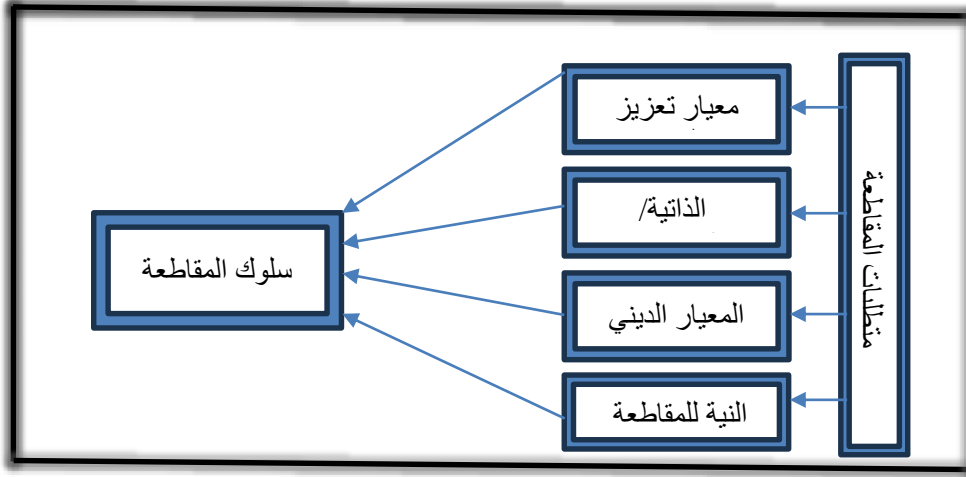 متطلبات المقاطعة
معيار تعزيز
الذاتية/
المعيار الديني
النية للمقاطعة
سلوك المقاطعة